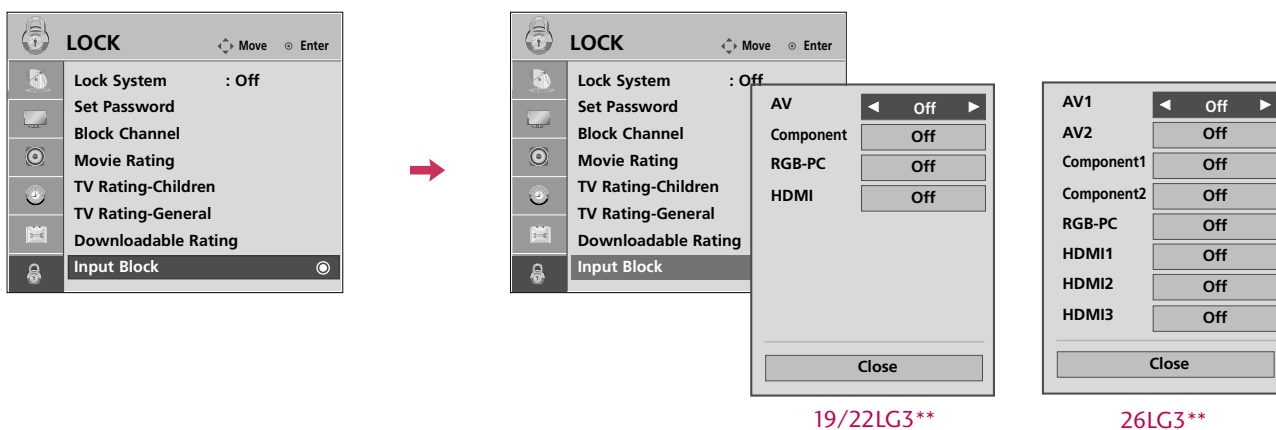 LOCK
Move Enter
Lock System : Off
Set Password
Block Channel
Movie Rating
TV Rating-Children
TV Rating-General
Downloadable Rating
Input Block
LOCK
Move Enter
Lock System : Off
Set Password
Block Channel
Movie Rating
TV Rating-Children
TV Rating-General
Downloadable Rating
Input Block
AV ◀ Off ▶
Component Off
RGB-PC Off
HDMI Off
Close
19/22LG3**
AV1 ◀ Off ▶
AV2 Off
Component1 Off
Component2 Off
RGB-PC Off
HDMI1 Off
HDMI2 Off
HDMI3 Off
Close
26LG3**